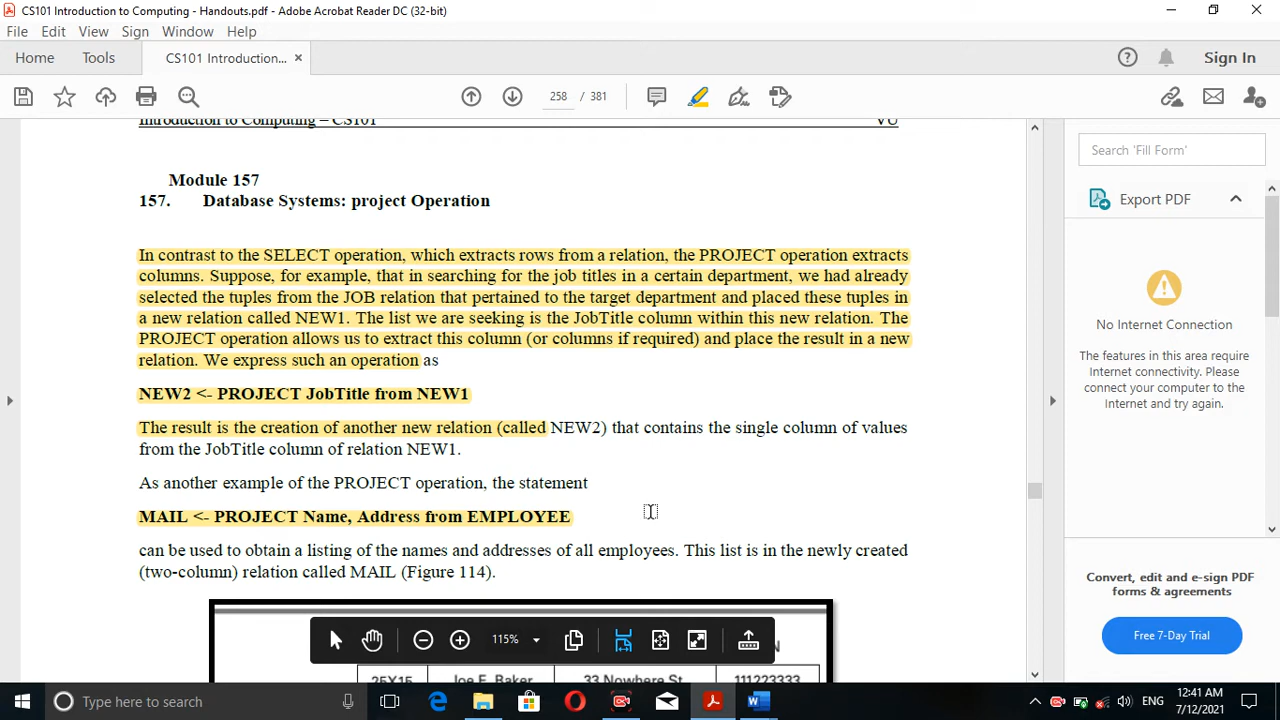 CS101 Introduction to Computing - Handouts.pdf - Adobe Acrobat Reader DC (32-bit)
File Edit View Sign Window Help
Home Tools CS101 Introduction... × Sign In
258 / 381
Introduction to Computing – CS101 VU
Module 157
157. Database Systems: project Operation
In contrast to the SELECT operation, which extracts rows from a relation, the PROJECT operation extracts
columns. Suppose, for example, that in searching for the job titles in a certain department, we had already
selected the tuples from the JOB relation that pertained to the target department and placed these tuples in
a new relation called NEW1. The list we are seeking is the JobTitle column within this new relation. The
PROJECT operation allows us to extract this column (or columns if required) and place the result in a new
relation. We express such an operation as
NEW2 <- PROJECT JobTitle from NEW1
The result is the creation of another new relation (called NEW2) that contains the single column of values
from the JobTitle column of relation NEW1.
As another example of the PROJECT operation, the statement
MAIL <- PROJECT Name, Address from EMPLOYEE
can be used to obtain a listing of the names and addresses of all employees. This list is in the newly created
(two-column) relation called MAIL (Figure 114).
115%
25X15 Joe E. Baker 33 Nowhere St. 111223333
Search 'Fill Form'
Export PDF
No Internet Connection
The features in this area require
Internet connectivity. Please
connect your computer to the
Internet and try again.
Convert, edit and e-sign PDF
forms & agreements
Free 7-Day Trial
Type here to search
ENG
12:41 AM
7/12/2021